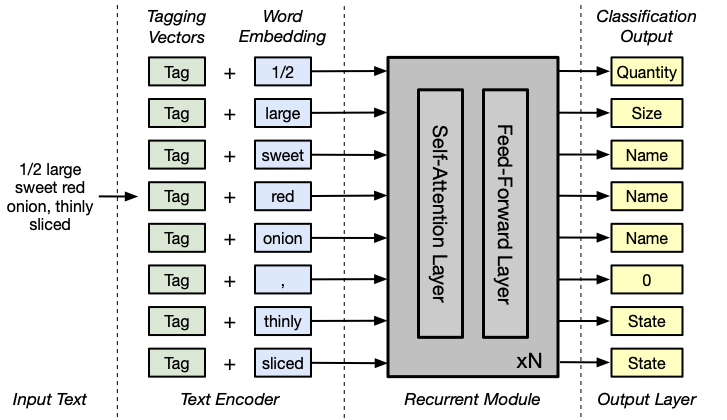 Tagging
Vectors
Word
Embedding
Classification
Output
1/2 large
sweet red
onion, thinly
sliced
Tag + 1/2
Tag + large
Tag + sweet
Tag + red
Tag + onion
Tag + ,
Tag + thinly
Tag + sliced
Self-Attention Layer
Feed-Forward Layer
xN
Quantity
Size
Name
Name
Name
0
State
State
Input Text
Text Encoder
Recurrent Module
Output Layer